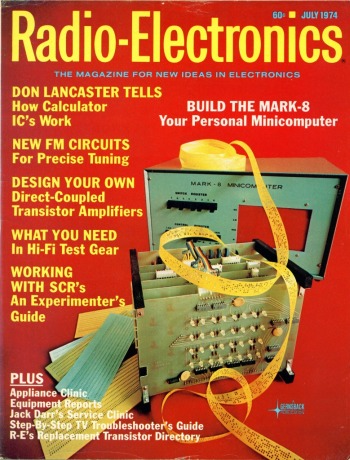 60¢ ■ JULY 1974
Radio-Electronics
THE MAGAZINE FOR NEW IDEAS IN ELECTRONICS
DON LANCASTER TELLS
How Calculator
IC's Work
BUILD THE MARK-8
Your Personal Minicomputer
NEW FM CIRCUITS
For Precise Tuning
DESIGN YOUR OWN
Direct-Coupled
Transistor Amplifiers
WHAT YOU NEED
In Hi-Fi Test Gear
WORKING
WITH SCR's
An Experimenter's
Guide
MARK-8 MINICOMPUTER
PLUS
Appliance Clinic
Equipment Reports
Jack Darr's Service Clinic
Step-By-Step TV Troubleshooter's Guide
R-E's Replacement Transistor Directory
GERNSBACK